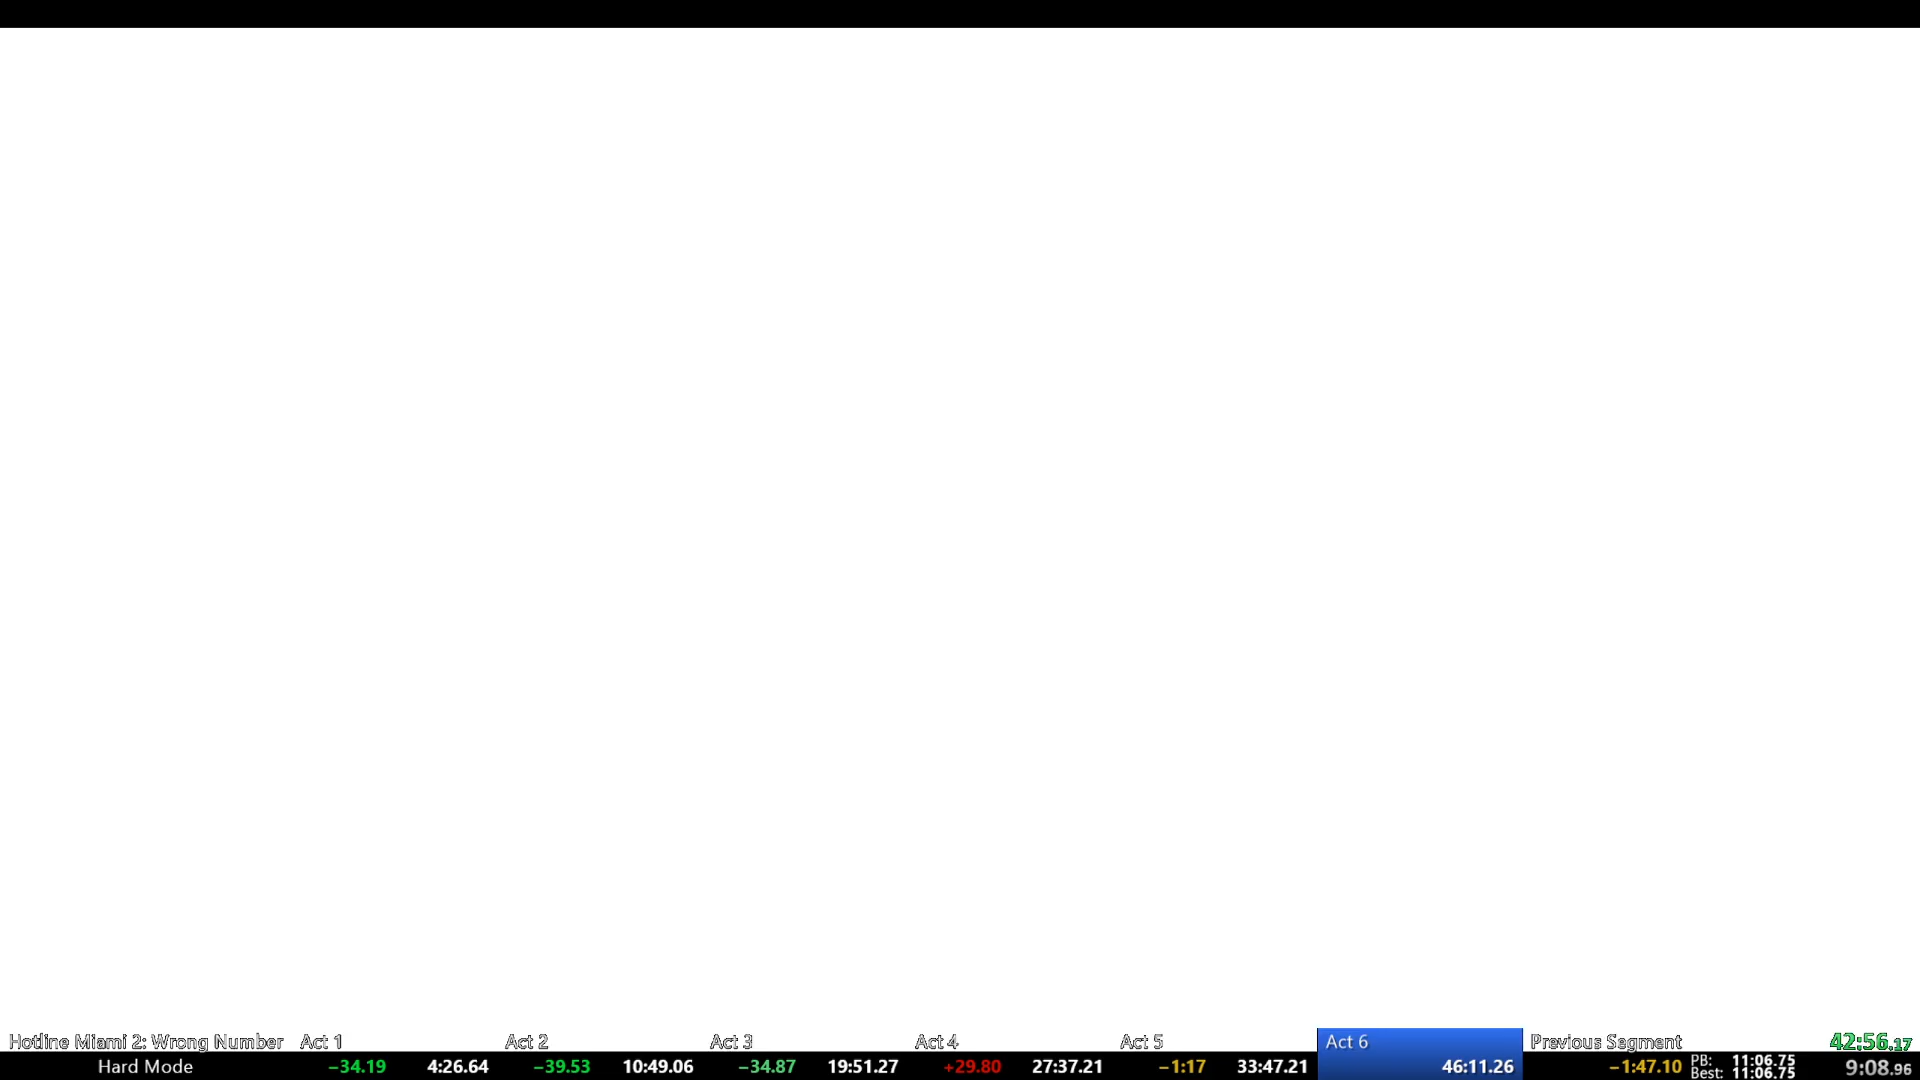 Hotline Miami 2: Wrong Number Act 1 Act 2 Act 3 Act 4 Act 5 Act 6 Previous Segment 42:56.17
Hard Mode −34.19 4:26.64 −39.53 10:49.06 −34.87 19:51.27 +29.80 27:37.21 −1:17 33:47.21 46:11.26 −1:47.10 PB: 11:06.75 9:08.96
Best: 11:06.75